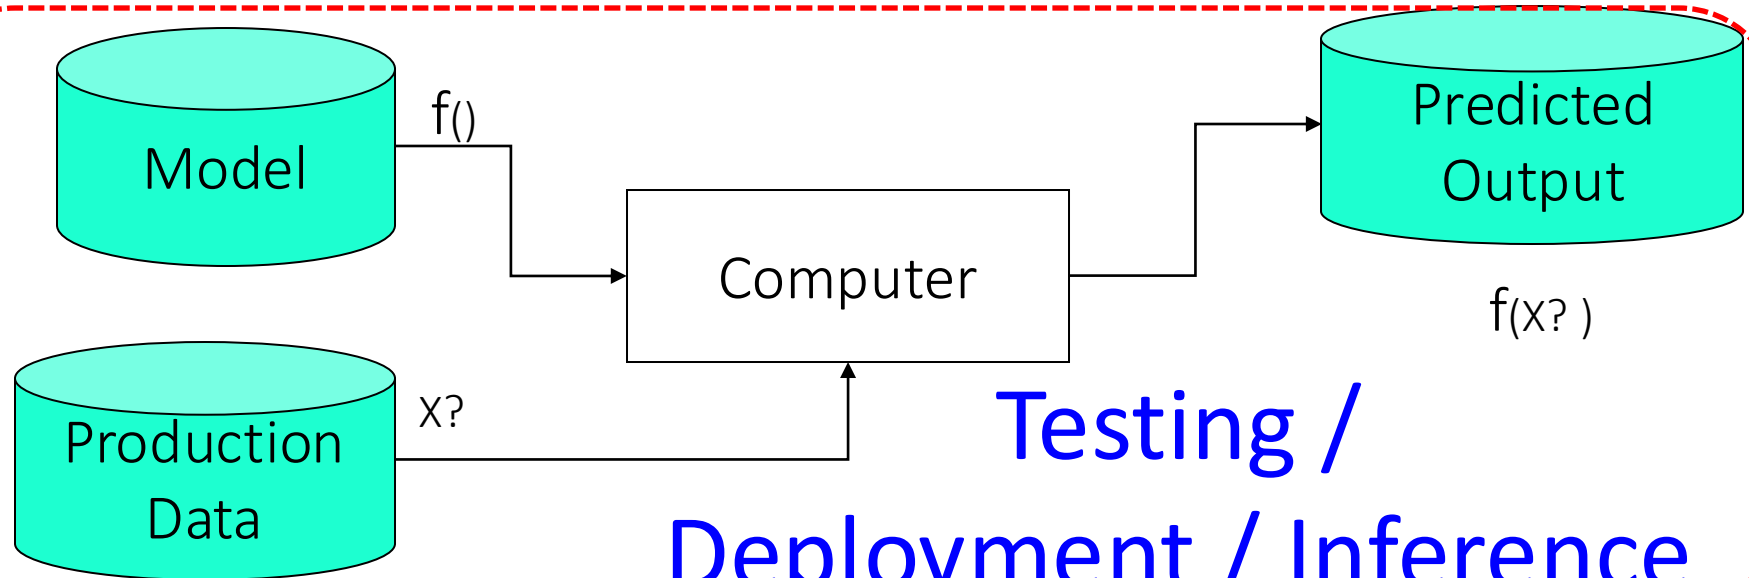 f()
Model
Predicted
Output
Computer
f(X? )
X?
Production
Data
Testing /
Deployment / Inference